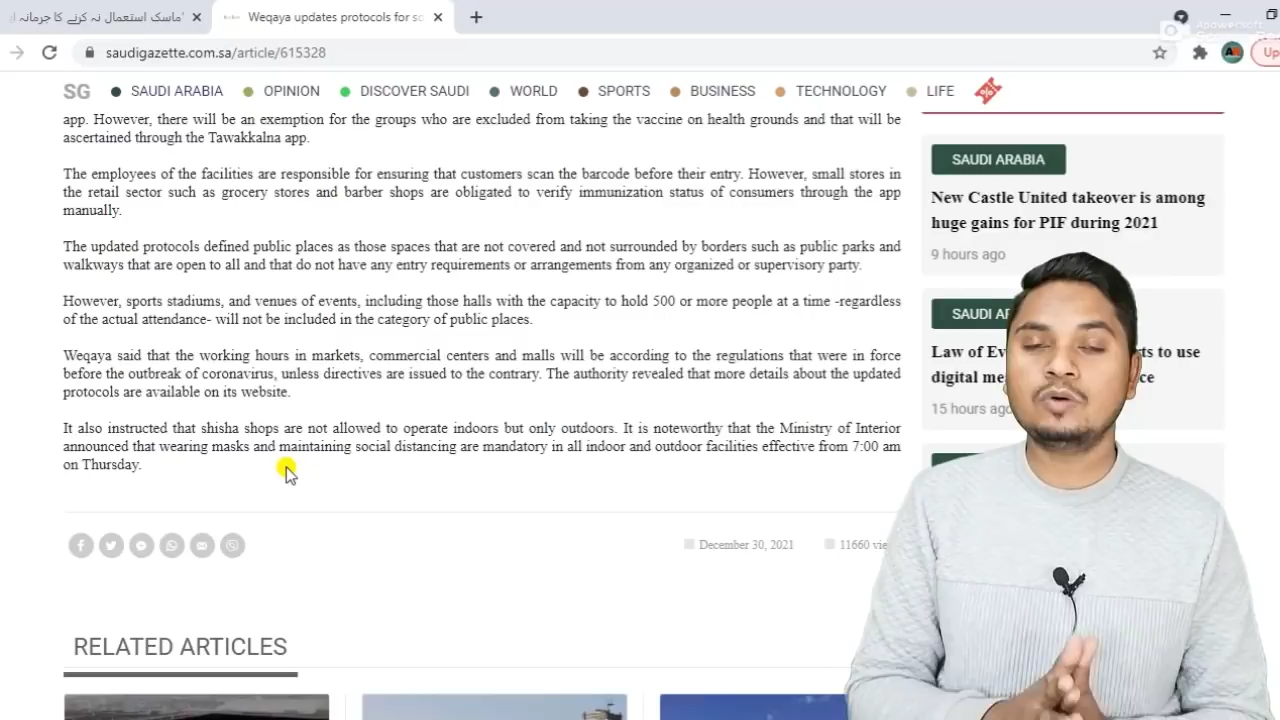 ماسک استعمال نہ کرنے کا جرمانہ
Weqaya updates protocols for sc
Apowersoft
saudigazette.com.sa/article/615328
SG SAUDI ARABIA OPINION DISCOVER SAUDI WORLD SPORTS BUSINESS TECHNOLOGY LIFE
app. However, there will be an exemption for the groups who are excluded from taking the vaccine on health grounds and that will be
ascertained through the Tawakkalna app.
The employees of the facilities are responsible for ensuring that customers scan the barcode before their entry. However, small stores in
the retail sector such as grocery stores and barber shops are obligated to verify immunization status of consumers through the app
manually.
The updated protocols defined public places as those spaces that are not covered and not surrounded by borders such as public parks and
walkways that are open to all and that do not have any entry requirements or arrangements from any organized or supervisory party.
However, sports stadiums, and venues of events, including those halls with the capacity to hold 500 or more people at a time -regardless
of the actual attendance- will not be included in the category of public places.
Weqaya said that the working hours in markets, commercial centers and malls will be according to the regulations that were in force
before the outbreak of coronavirus, unless directives are issued to the contrary. The authority revealed that more details about the updated
protocols are available on its website.
It also instructed that shisha shops are not allowed to operate indoors but only outdoors. It is noteworthy that the Ministry of Interior
announced that wearing masks and maintaining social distancing are mandatory in all indoor and outdoor facilities effective from 7:00 am
on Thursday.
December 30, 2021 11660 vie
RELATED ARTICLES
SAUDI ARABIA
New Castle United takeover is among
huge gains for PIF during 2021
9 hours ago
SAUDI AR
Law of Ev ts to use
digital me ce
15 hours ago